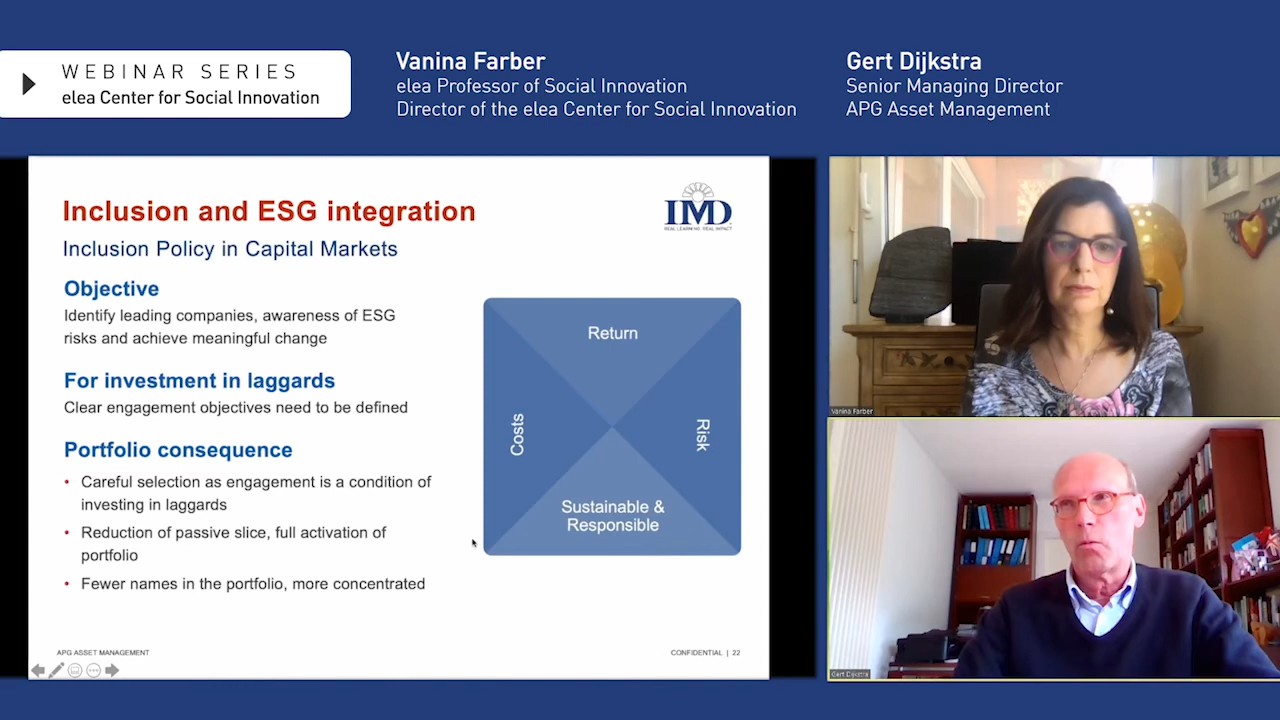 WEBINAR SERIES
elea Center for Social Innovation
Vanina Farber
elea Professor of Social Innovation
Director of the elea Center for Social Innovation
Gert Dijkstra
Senior Managing Director
APG Asset Management
Inclusion and ESG integration
IMD
REAL LEARNING. REAL IMPACT
Inclusion Policy in Capital Markets
Objective
Identify leading companies, awareness of ESG
risks and achieve meaningful change
For investment in laggards
Clear engagement objectives need to be defined
Portfolio consequence
• Careful selection as engagement is a condition of
investing in laggards
• Reduction of passive slice, full activation of
portfolio
• Fewer names in the portfolio, more concentrated
Return
Costs
Risk
Sustainable &
Responsible
APG ASSET MANAGEMENT
CONFIDENTIAL | 22
Vanina Farber
Gert Dijkstra